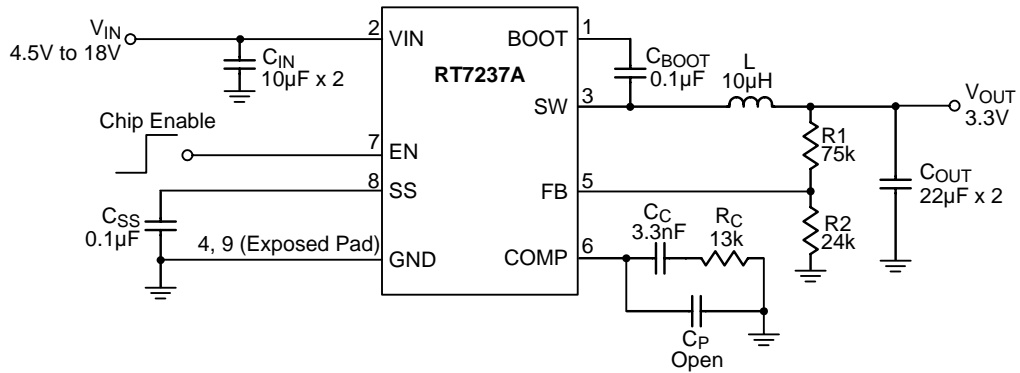 VIN
4.5V to 18V
CIN
10µF x 2
Chip Enable
CSS
0.1µF
4, 9 (Exposed Pad)
2
7
8
VIN
EN
SS
GND
RT7237A
BOOT
SW
FB
COMP
1
3
5
6
CBOOT
0.1µF
L
10µH
R1
75k
R2
24k
COUT
22µF x 2
VOUT
3.3V
CC
3.3nF
RC
13k
CP
Open